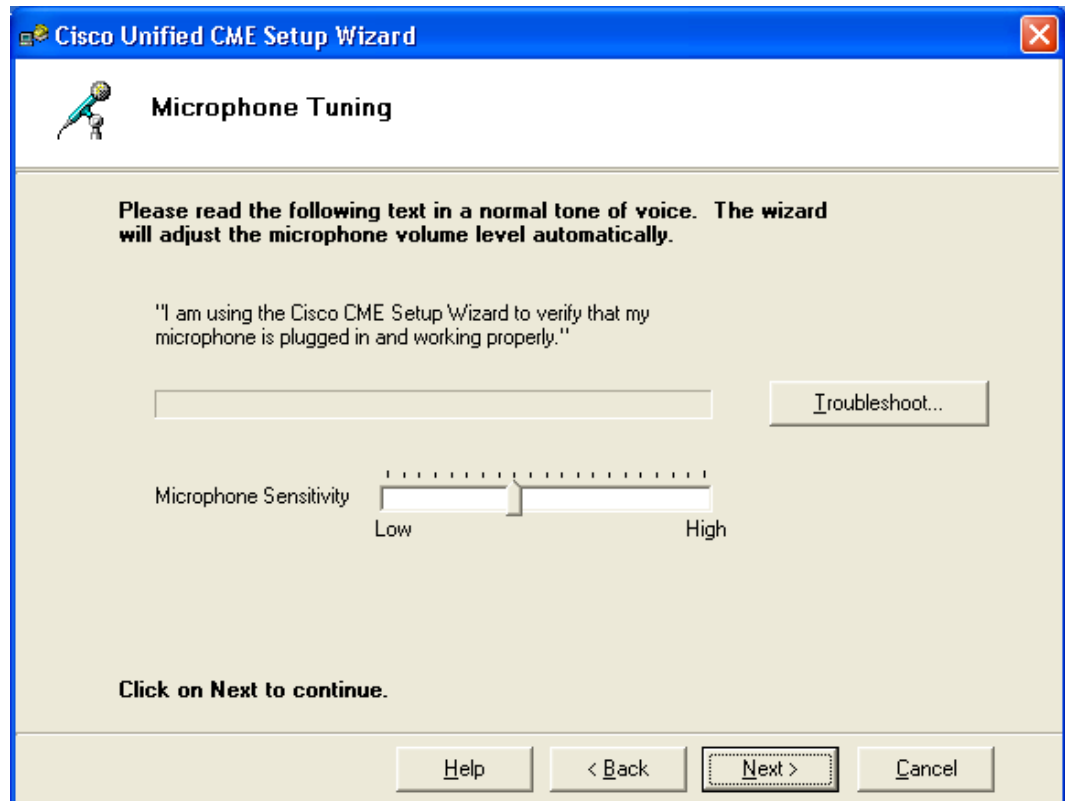 Cisco Unified CME Setup Wizard
Microphone Tuning
Please read the following text in a normal tone of voice. The wizard
will adjust the microphone volume level automatically.
"I am using the Cisco CME Setup Wizard to verify that my
microphone is plugged in and working properly."
Troubleshoot...
Microphone Sensitivity
Low High
Click on Next to continue.
Help < Back Next > Cancel